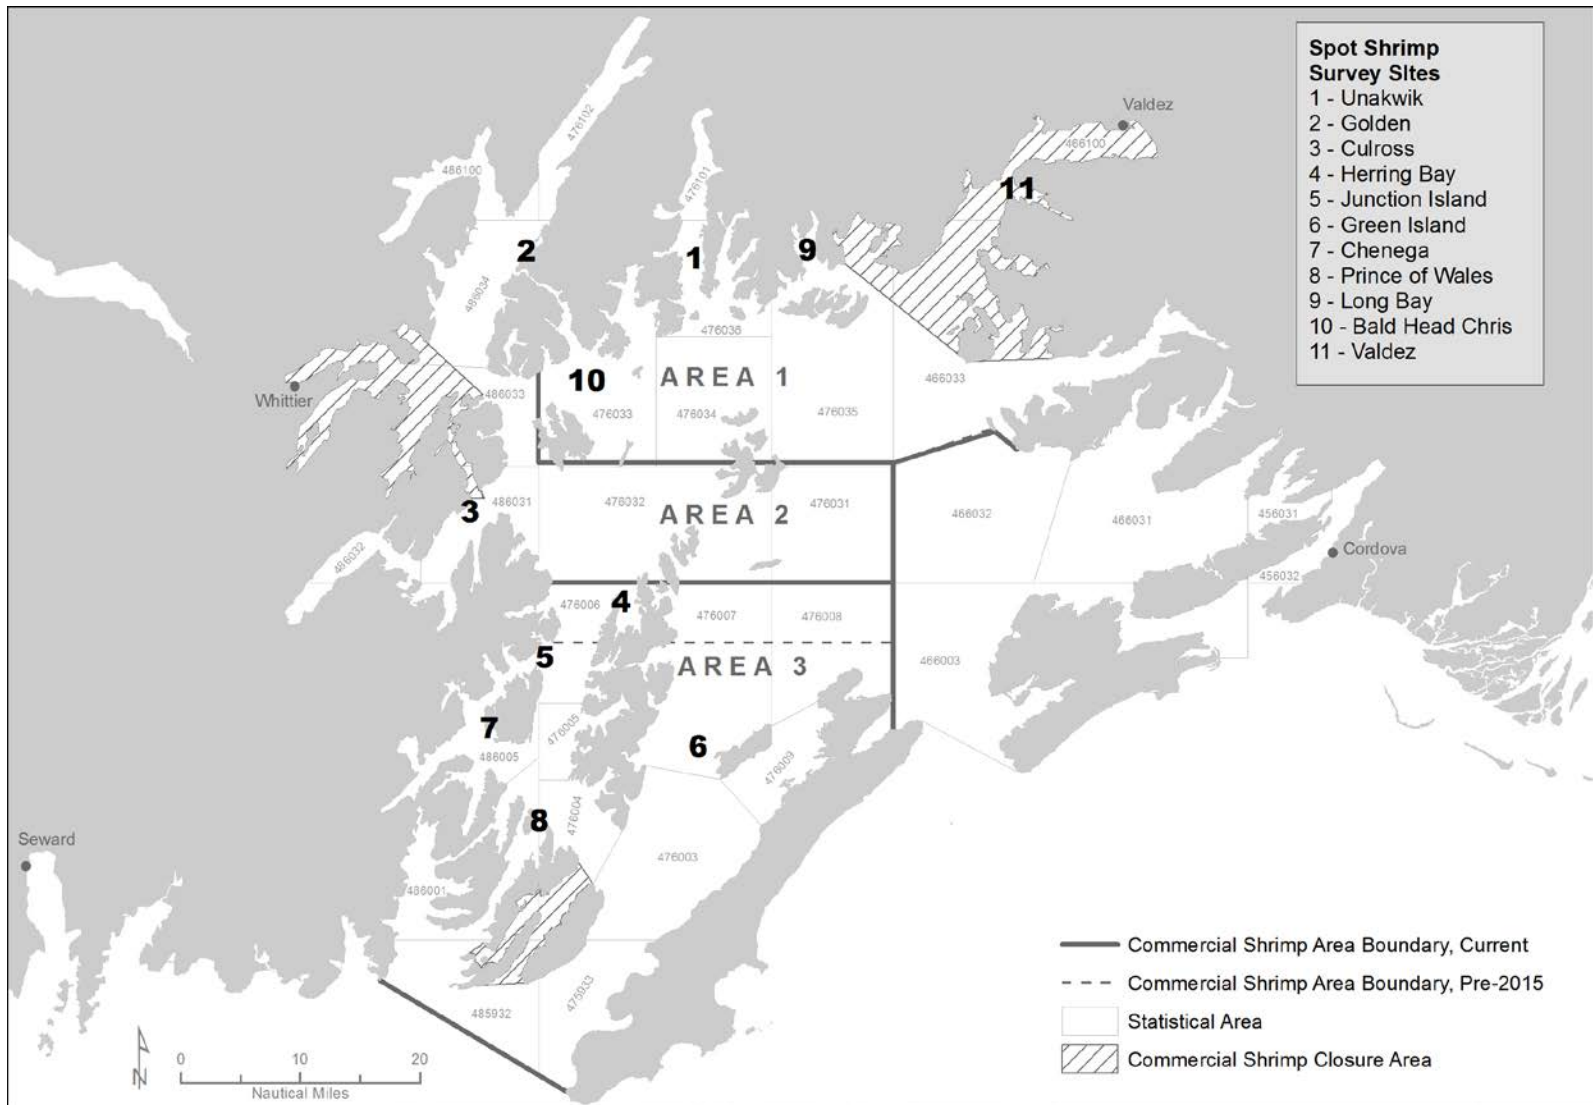 Spot Shrimp
Survey SItes
1 - Unakwik
2 - Golden
3 - Culross
4 - Herring Bay
5 - Junction Island
6 - Green Island
7 - Chenega
8 - Prince of Wales
9 - Long Bay
10 - Bald Head Chris
11 - Valdez
Valdez
476102
466100
486100
476101
11
2
1
9
486034
476036
10
AREA 1
466033
Whittier
486033
476033
476034
476035
3
486031
476032
476031
AREA 2
466032
466031
456031
Cordova
486032
456032
4
476006
476007
476008
5
AREA 3
466003
7
476005
6
486005
476009
8
476004
Seward
476003
486001
475933
485932
Commercial Shrimp Area Boundary, Current
Commercial Shrimp Area Boundary, Pre-2015
Statistical Area
Commercial Shrimp Closure Area
N
0 10 20
Nautical Miles